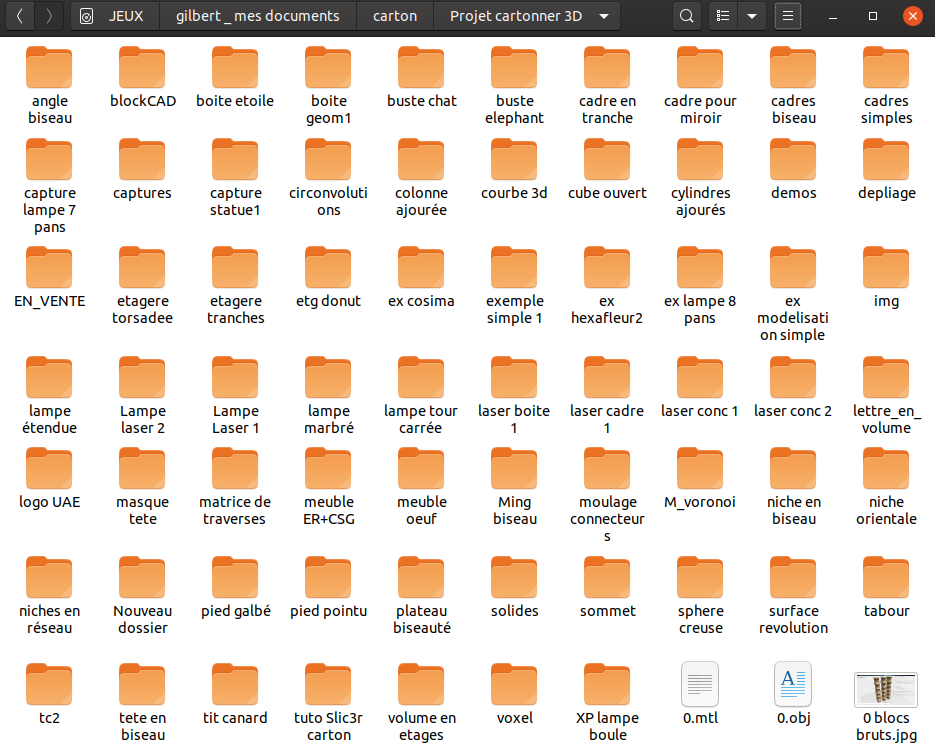 JEUX gilbert _ mes documents carton Projet cartonner 3D
angle
biseau
blockCAD
boite etoile
boite
geom1
buste chat
buste
elephant
cadre en
tranche
cadre pour
miroir
cadres
biseau
cadres
simples
capture
lampe 7
pans
captures
capture
statue1
circonvoluti
ons
colonne
ajourée
courbe 3d
cube ouvert
cylindres
ajourés
demos
depliage
EN_VENTE
etagere
torsadee
etagere
tranches
etg donut
ex cosima
exemple
simple 1
ex
hexafleur2
ex lampe 8
pans
ex
modelisati
on simple
img
lampe
étendue
Lampe
laser 2
Lampe
Laser 1
lampe
marbré
lampe tour
carrée
laser boite
1
laser cadre
1
laser conc 1
laser conc 2
lettre_en_
volume
logo UAE
masque
tete
matrice de
traverses
meuble
ER+CSG
meuble
oeuf
Ming
biseau
moulage
connecteur
s
M_voronoi
niche en
biseau
niche
orientale
niches en
réseau
Nouveau
dossier
pied galbé
pied pointu
plateau
biseauté
solides
sommet
sphere
creuse
surface
revolution
tabour
tc2
tete en
biseau
tit canard
tuto Slic3r
carton
volume en
etages
voxel
XP lampe
boule
0.mtl
A
0.obj
0 blocs
bruts.jpg